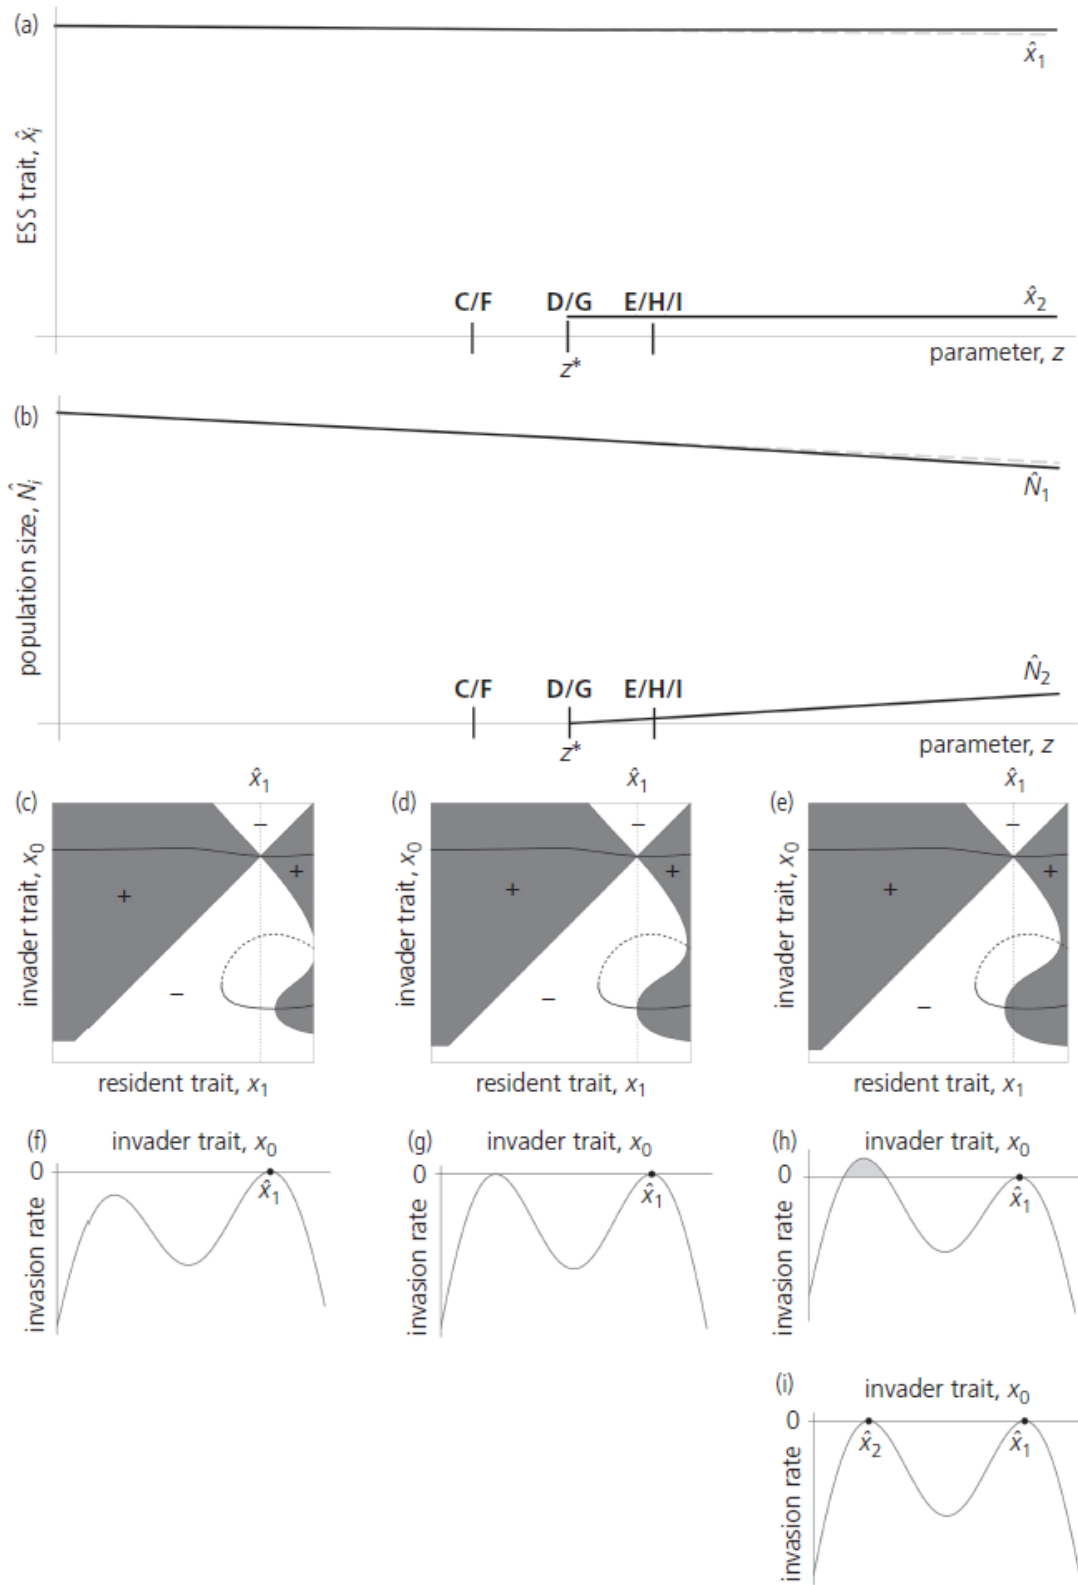 (a)
ESS trait, x̂ᵢ
x̂₁
C/F D/G E/H/I
x̂₂
z*
parameter, z
(b)
population size, N̂ᵢ
N̂₁
C/F D/G E/H/I
N̂₂
z*
parameter, z
(c) x̂₁
invader trait, x₀
−
+
+
−
resident trait, x₁
(d) x̂₁
invader trait, x₀
−
+
+
−
resident trait, x₁
(e) x̂₁
invader trait, x₀
−
+
+
−
resident trait, x₁
(f) invader trait, x₀
0
x̂₁
invasion rate
(g) invader trait, x₀
0
x̂₁
invasion rate
(h) invader trait, x₀
0
x̂₁
invasion rate
(i) invader trait, x₀
0
x̂₂ x̂₁
invasion rate